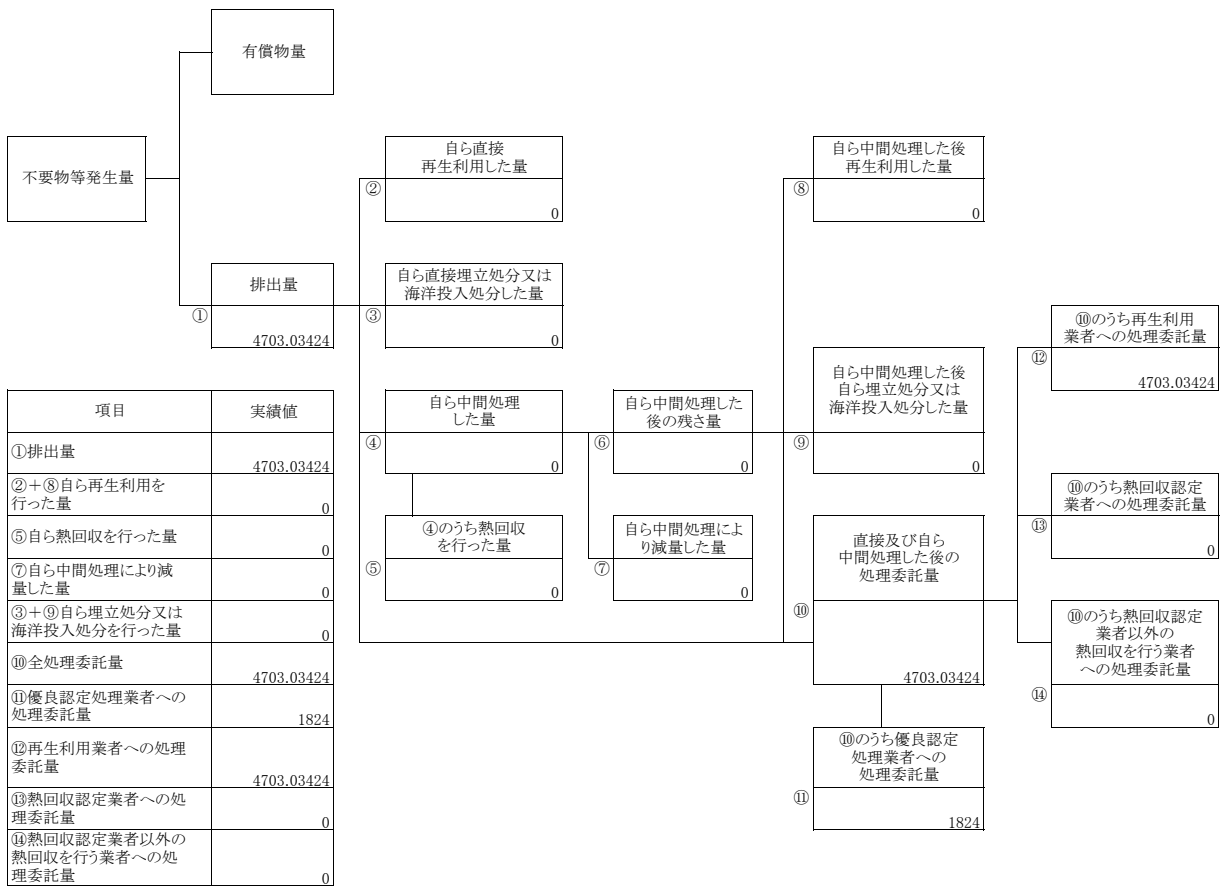 有償物量
不要物等発生量
排出量
①
4703.03424
自ら直接
再生利用した量
②
0
自ら直接埋立処分又は
海洋投入処分した量
③
0
自ら中間処理
した量
④
0
④のうち熱回収
を行った量
⑤
0
自ら中間処理した
後の残さ量
⑥
0
自ら中間処理によ
り減量した量
⑦
0
自ら中間処理した後
再生利用した量
⑧
0
自ら中間処理した後
自ら埋立処分又は
海洋投入処分した量
⑨
0
直接及び自ら
中間処理した後の
処理委託量
⑩
4703.03424
⑩のうち優良認定
処理業者への
処理委託量
⑪
1824
⑩のうち再生利用
業者への処理委託量
⑫
4703.03424
⑩のうち熱回収認定
業者への処理委託量
⑬
0
⑩のうち熱回収認定
業者以外の
熱回収を行う業者
への処理委託量
⑭
0
項目 実績値
①排出量
4703.03424
②+⑧自ら再生利用を
行った量
0
⑤自ら熱回収を行った量
0
⑦自ら中間処理により減
量した量
0
③+⑨自ら埋立処分又は
海洋投入処分を行った量
0
⑩全処理委託量
4703.03424
⑪優良認定処理業者への
処理委託量
1824
⑫再生利用業者への処理
委託量
4703.03424
⑬熱回収認定業者への処
理委託量
0
⑭熱回収認定業者以外の
熱回収を行う業者への処
理委託量
0